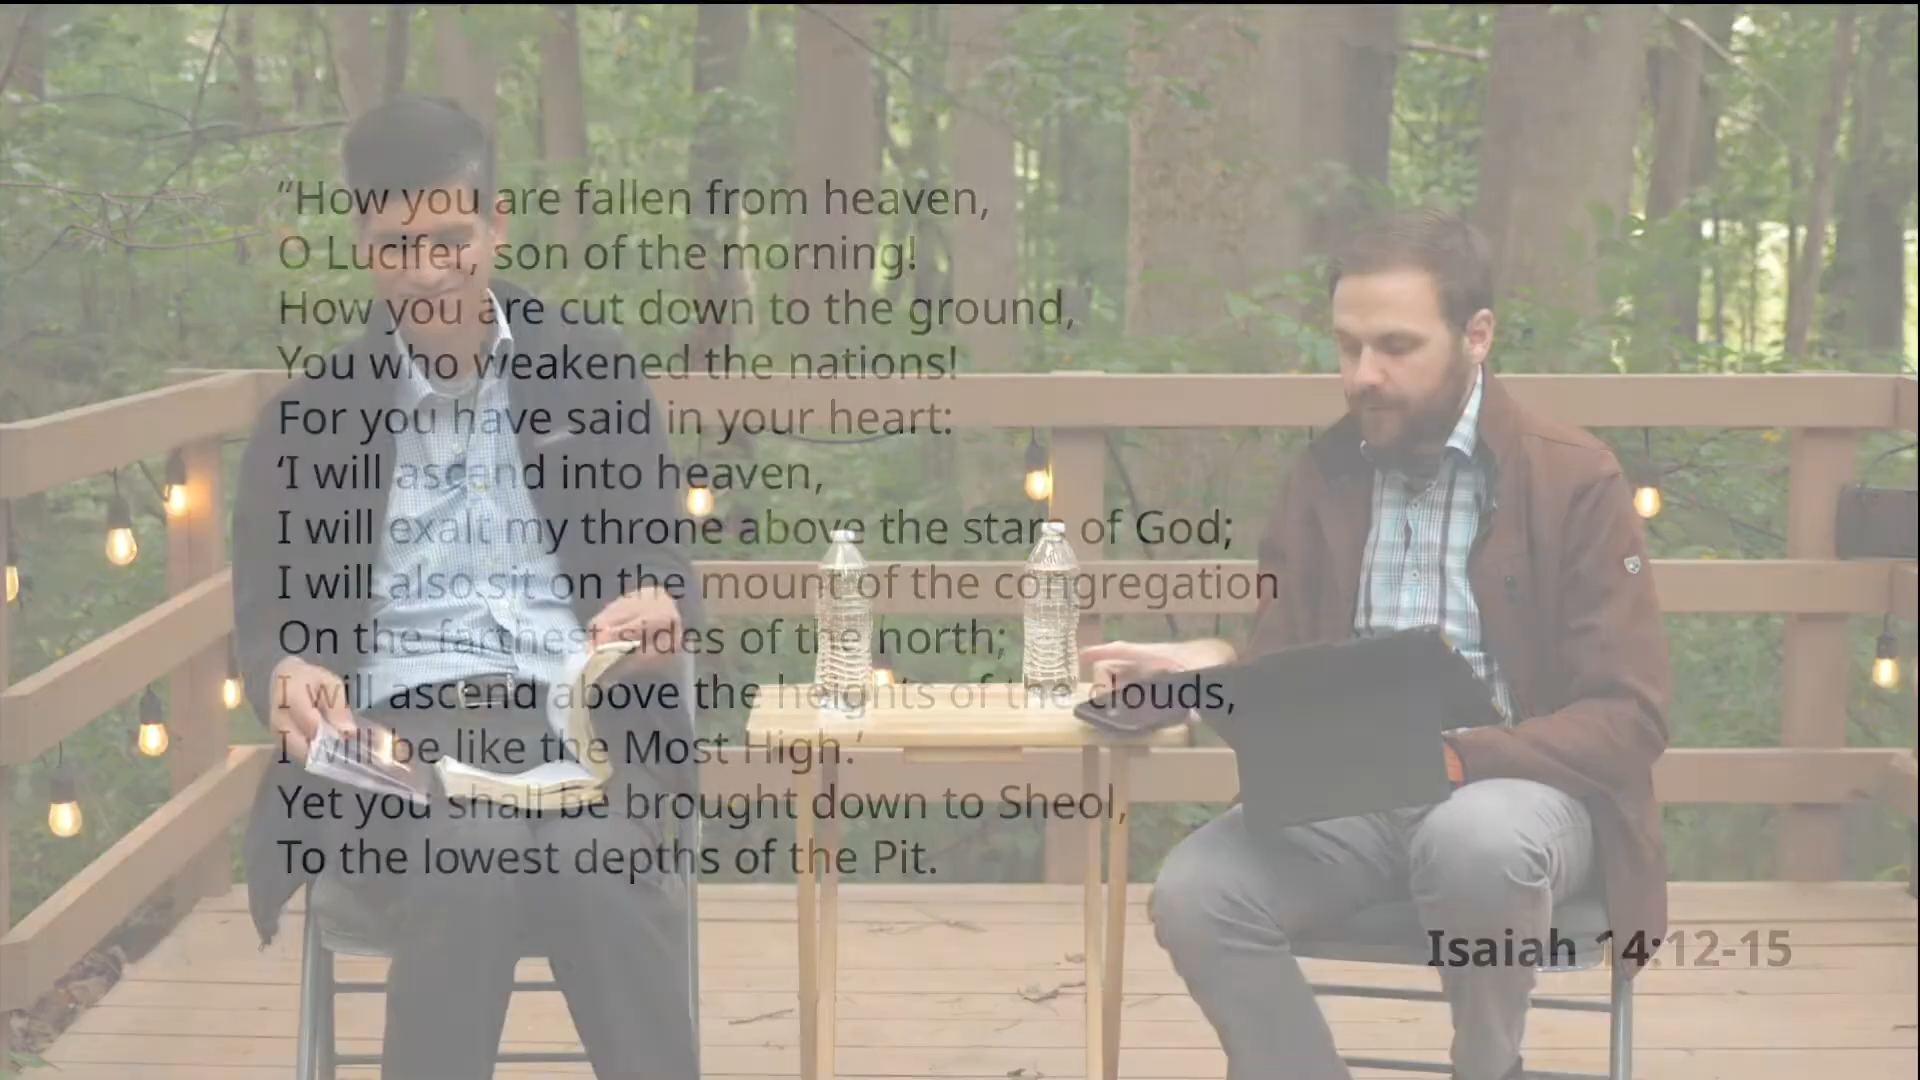 “How you are fallen from heaven,
O Lucifer, son of the morning!
How you are cut down to the ground,
You who weakened the nations!
For you have said in your heart:
‘I will ascend into heaven,
I will exalt my throne above the stars of God;
I will also sit on the mount of the congregation
On the farthest sides of the north;
I will ascend above the heights of the clouds,
I will be like the Most High.’
Yet you shall be brought down to Sheol,
To the lowest depths of the Pit.
Isaiah 14:12-15